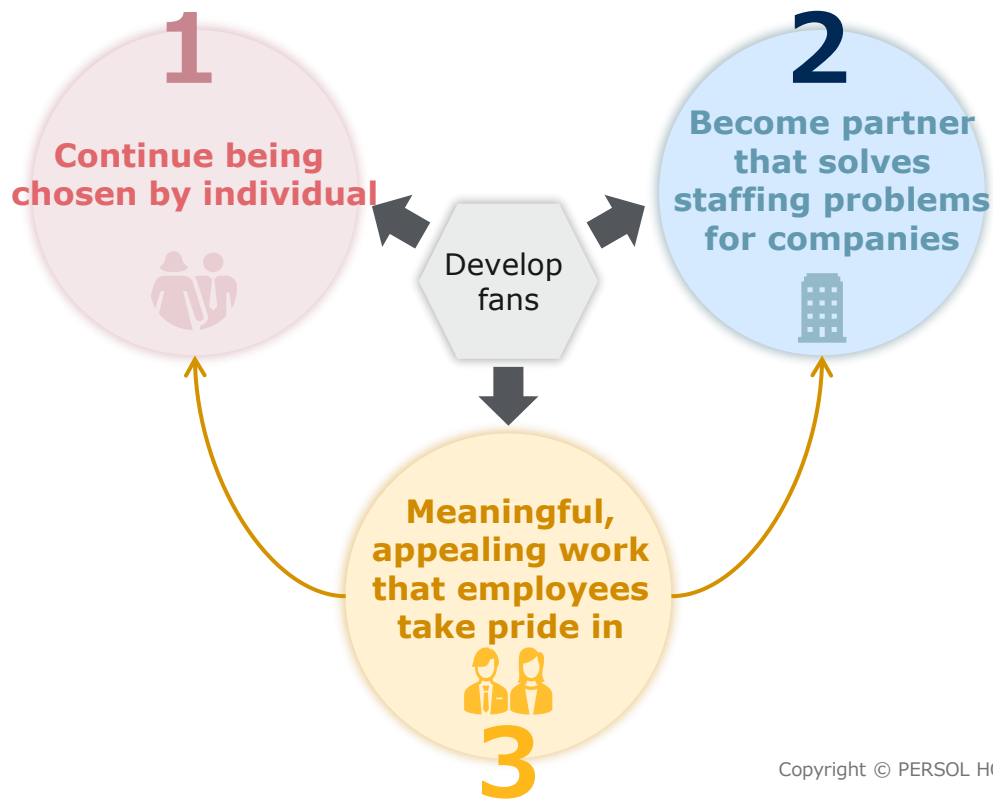 1
Continue being
chosen by individual
2
Become partner
that solves
staffing problems
for companies
Develop
fans
Meaningful,
appealing work
that employees
take pride in
3
Copyright © PERSOL HO